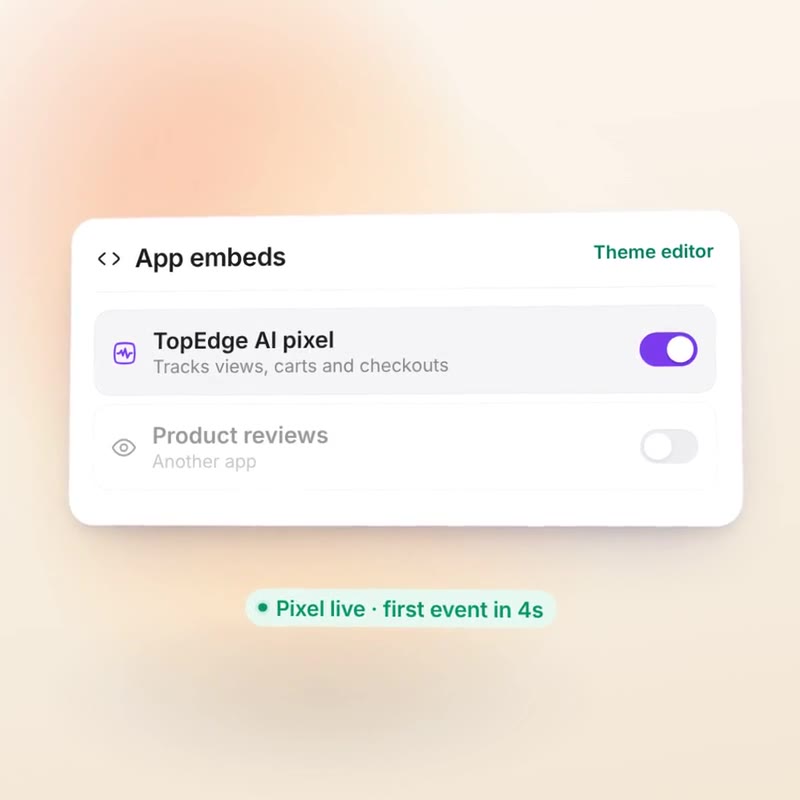 App embeds
Theme editor
TopEdge AI pixel
Tracks views, carts and checkouts
Product reviews
Another app
Pixel live · first event in 4s